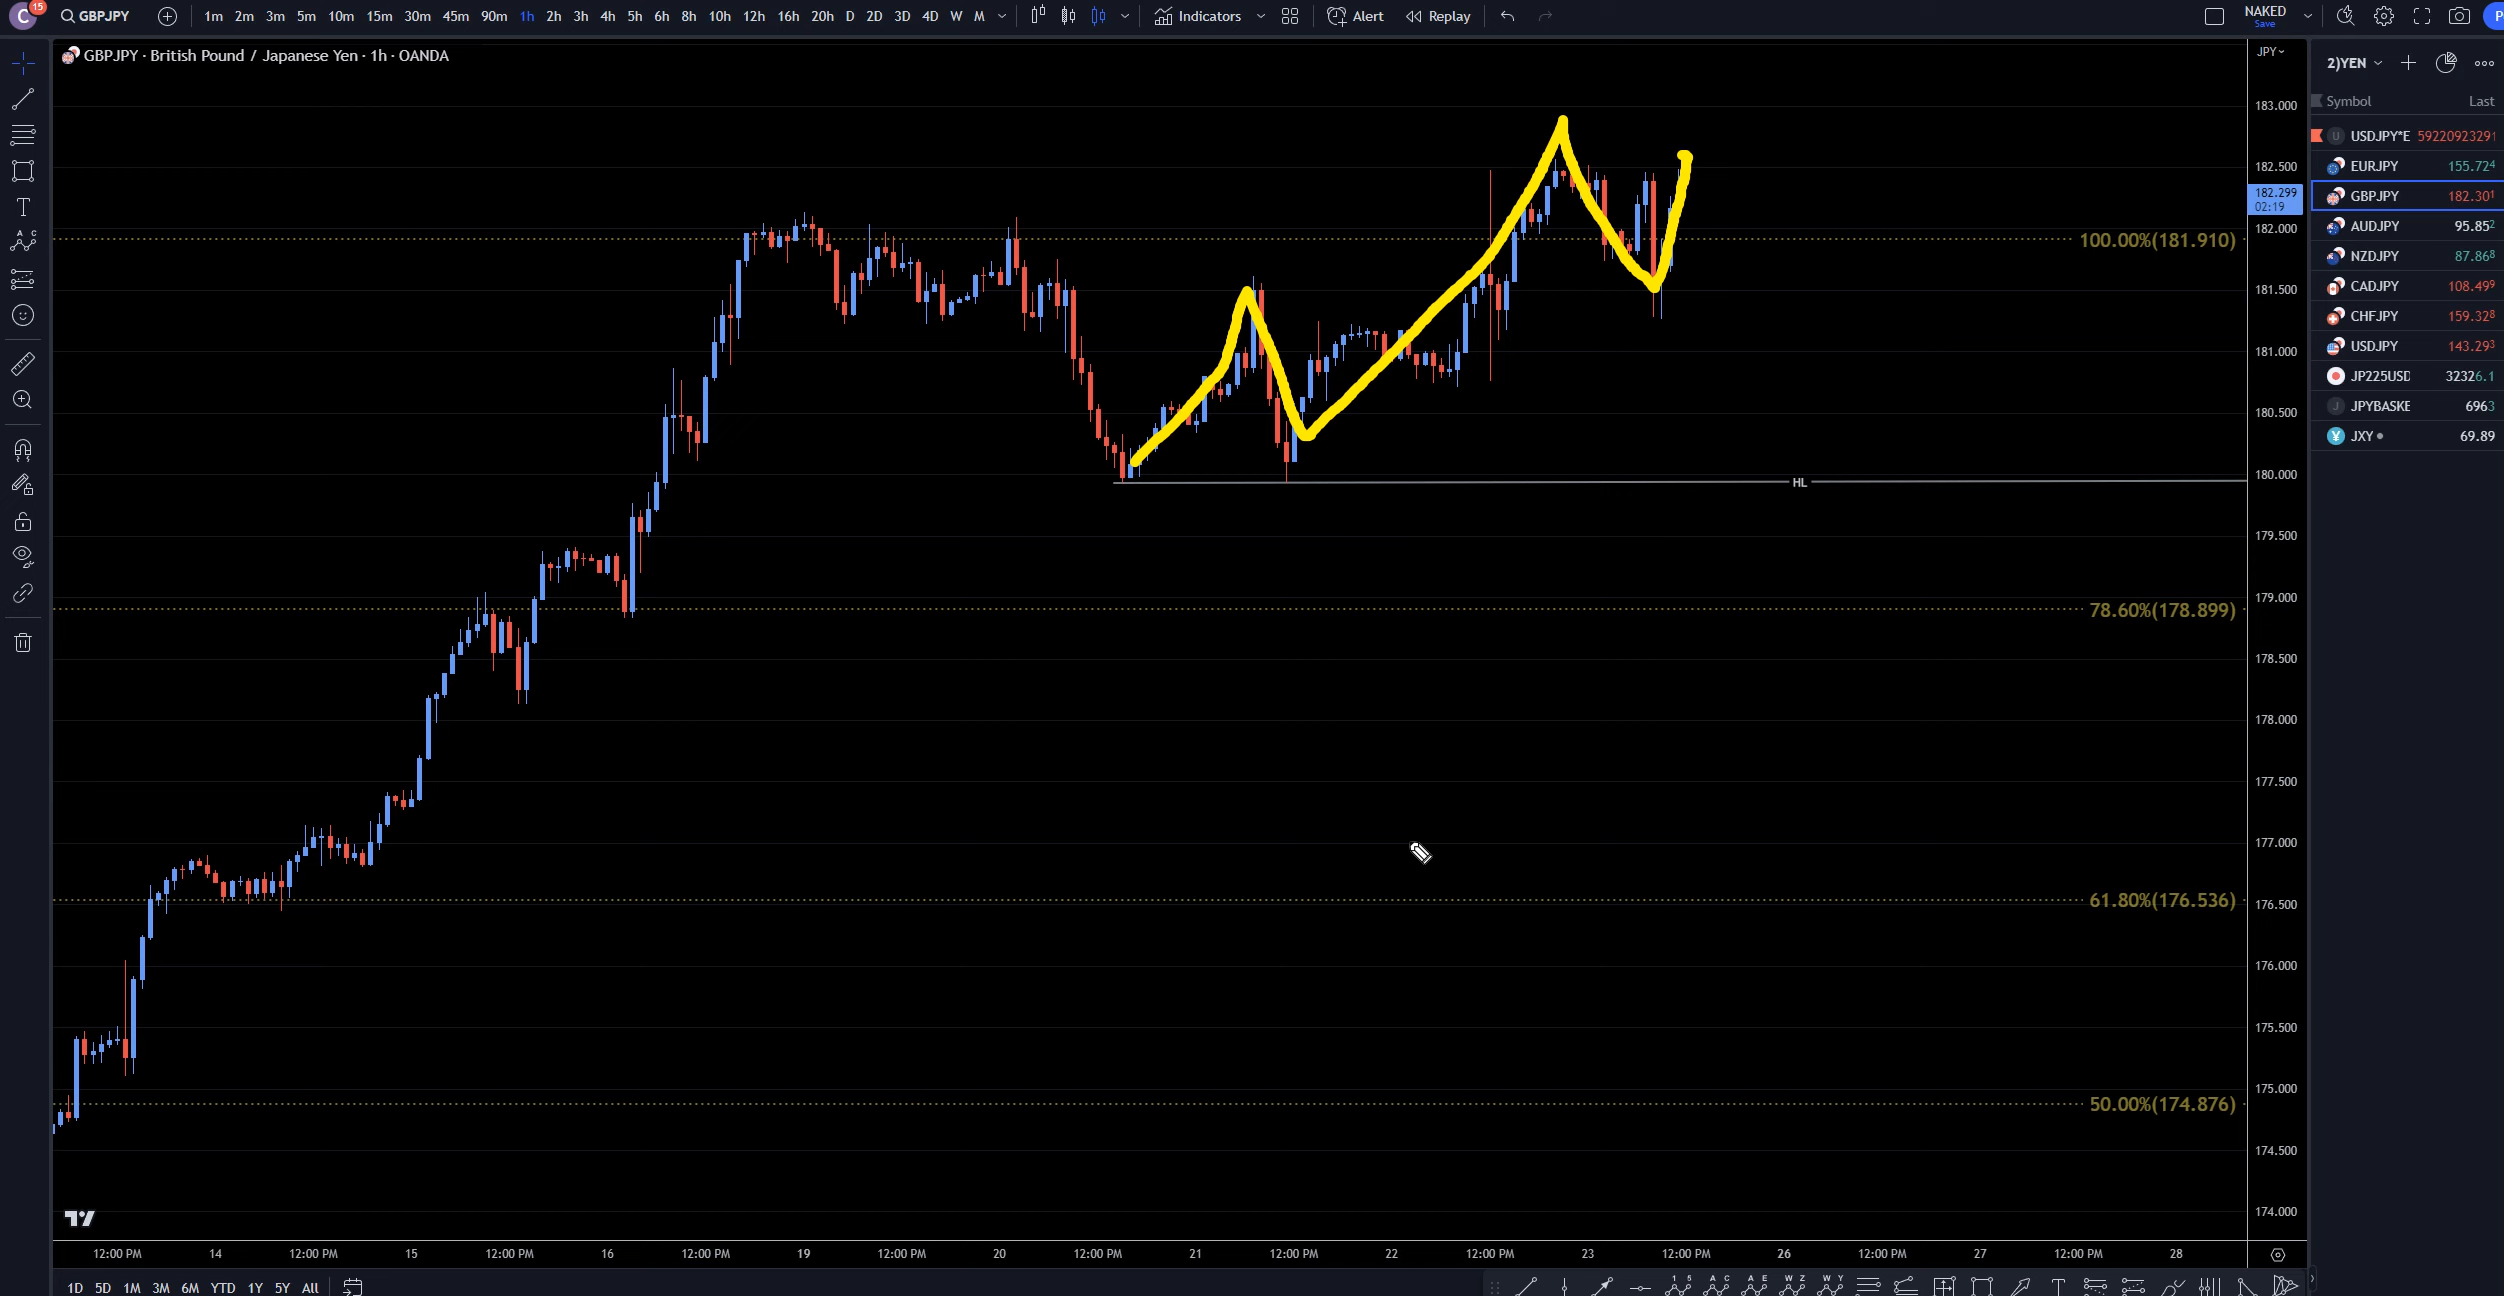 C 15 GBPJPY 1m 2m 3m 5m 10m 15m 30m 45m 90m 1h 2h 3h 4h 5h 6h 8h 10h 12h 16h 20h D 2D 3D 4D W M Indicators Alert Replay NAKED
Save
GBPJPY · British Pound / Japanese Yen · 1h · OANDA
JPY
183.000
182.500
182.299
02:19
182.000
181.500
181.000
180.500
180.000
179.500
179.000
178.500
178.000
177.500
177.000
176.500
176.000
175.500
175.000
174.500
174.000
100.00%(181.910)
HL
78.60%(178.899)
61.80%(176.536)
50.00%(174.876)
2)YEN
Symbol Last
USDJPY*E 59220923291
EURJPY 155.724
GBPJPY 182.301
AUDJPY 95.852
NZDJPY 87.868
CADJPY 108.499
CHFJPY 159.328
USDJPY 143.293
JP225USD 32326.1
JPYBASKE 6963
JXY 69.89
12:00 PM 14 12:00 PM 15 12:00 PM 16 12:00 PM 19 12:00 PM 20 12:00 PM 21 12:00 PM 22 12:00 PM 23 12:00 PM 26 12:00 PM 27 12:00 PM 28
1D 5D 1M 3M 6M YTD 1Y 5Y All